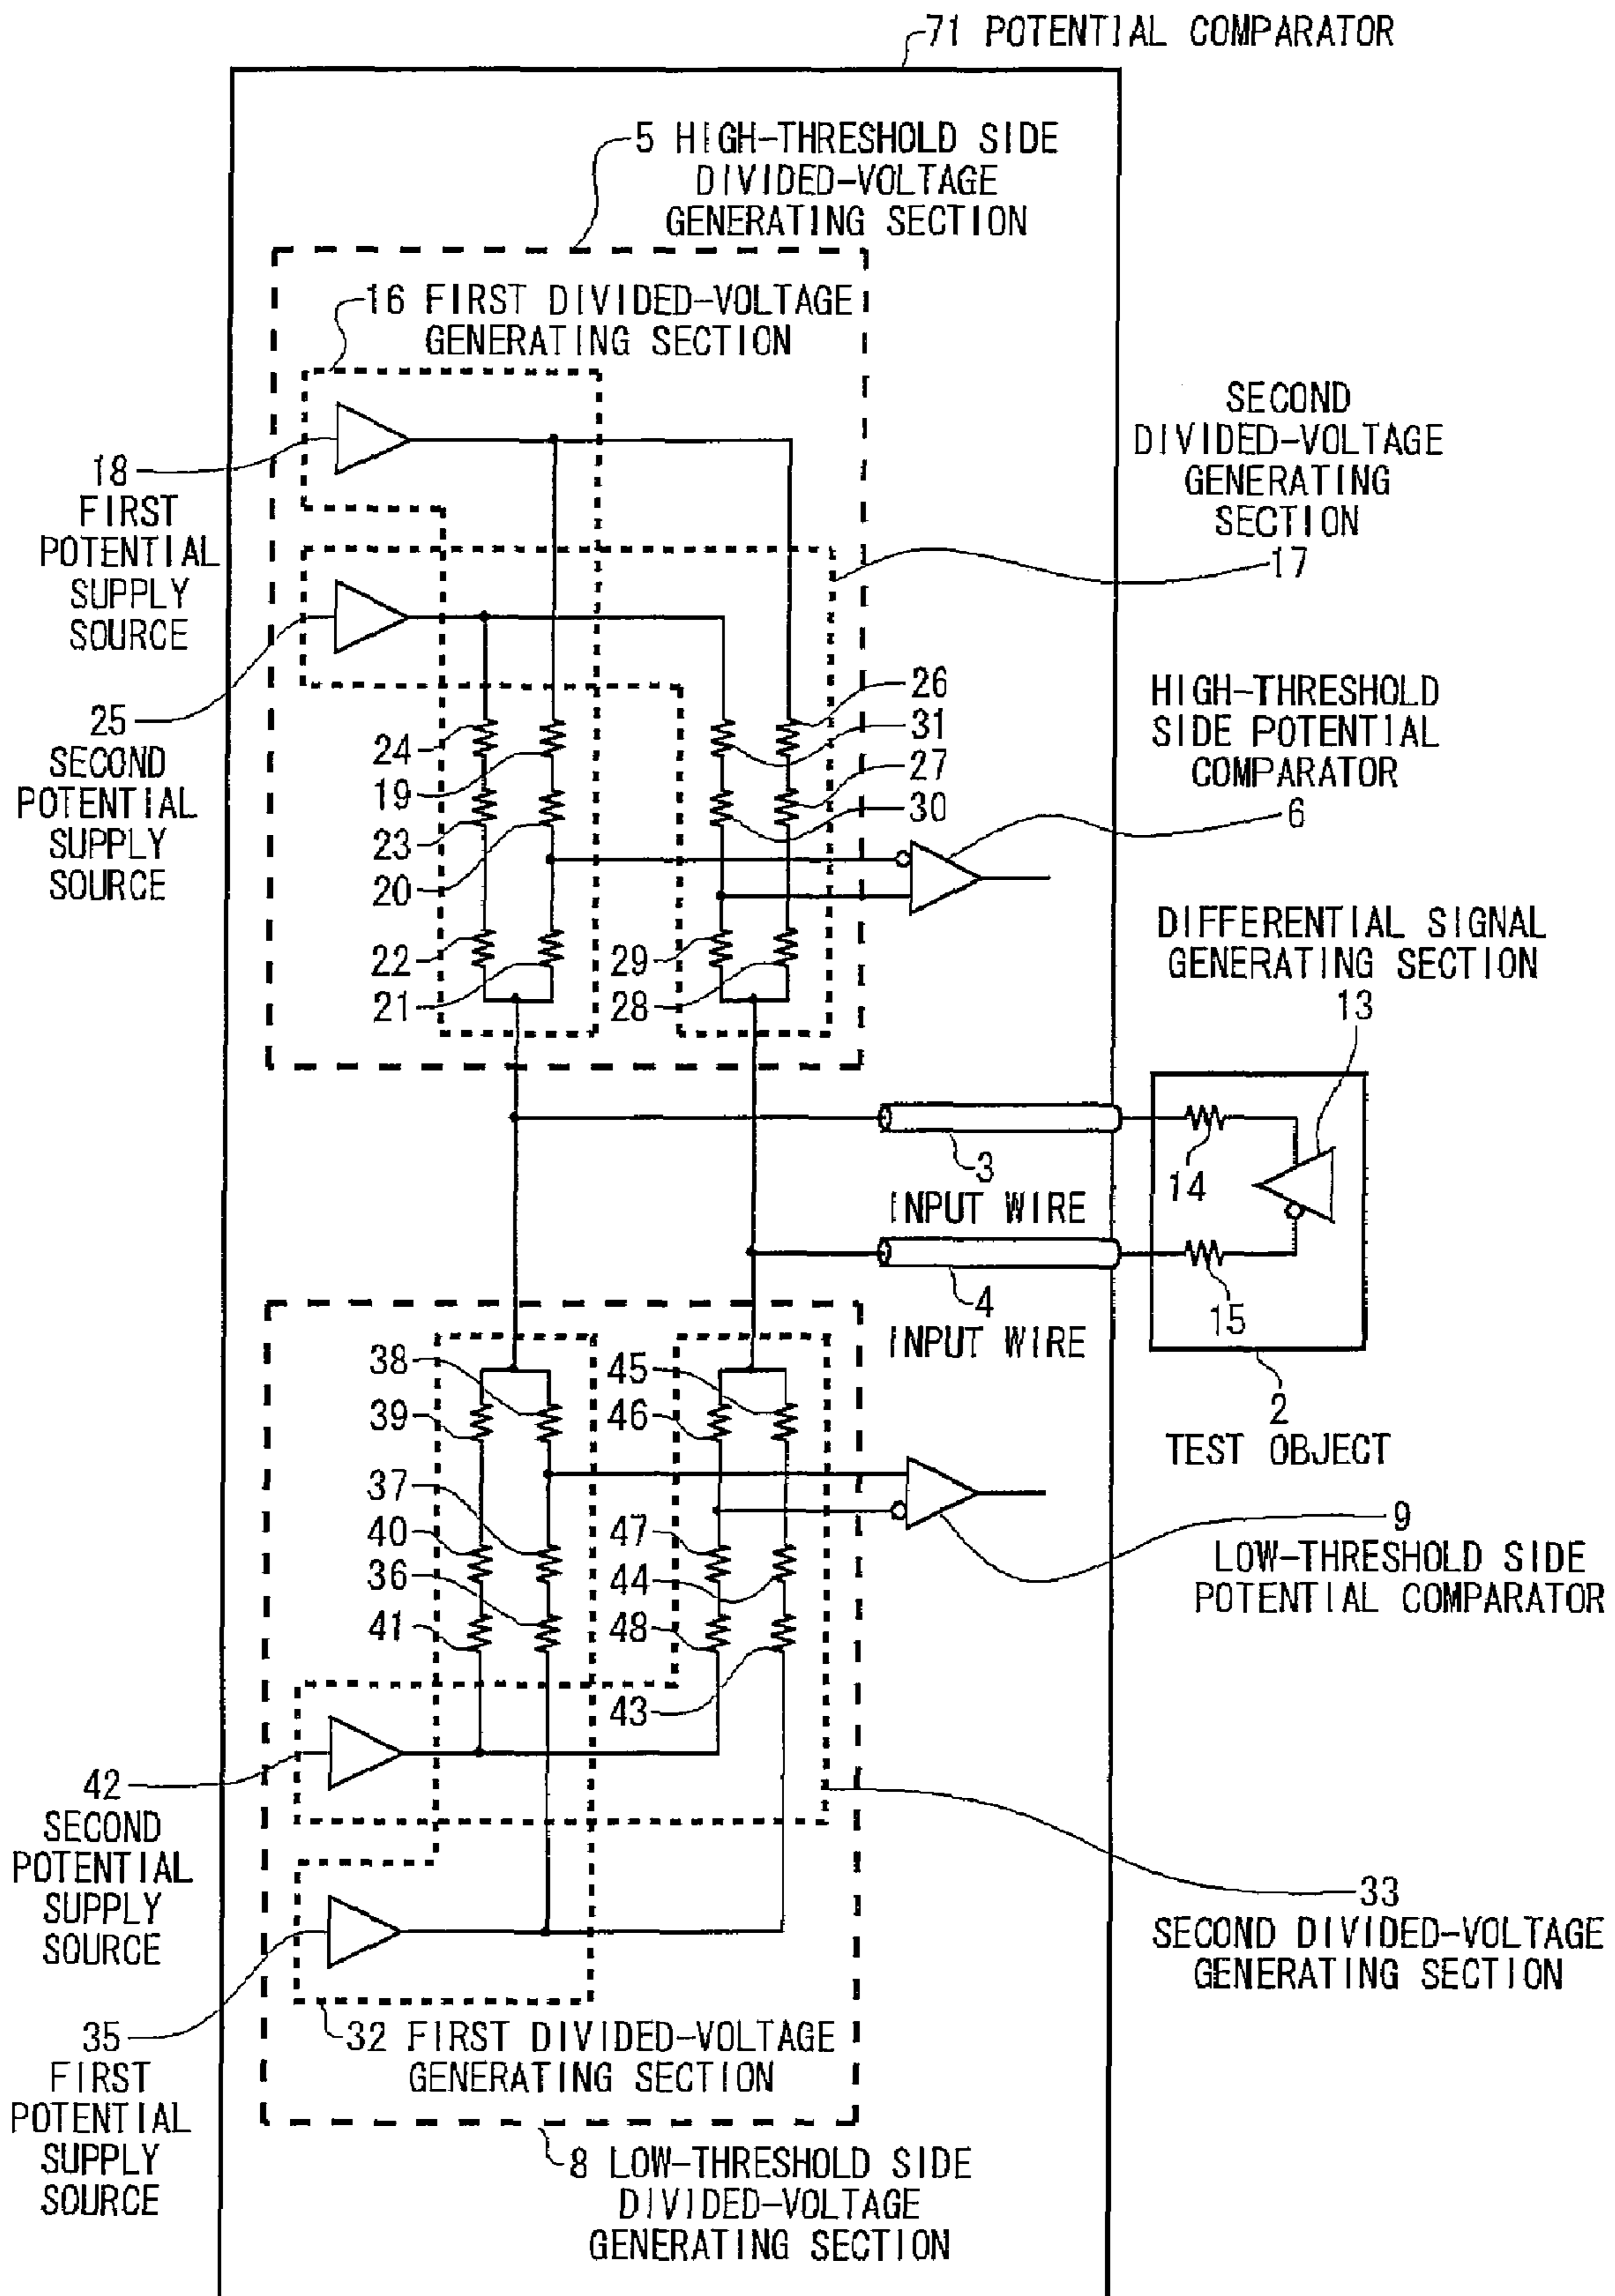 71 POTENTIAL COMPARATOR
5 HIGH-THRESHOLD SIDE
DIVIDED-VOLTAGE
GENERATING SECTION
16 FIRST DIVIDED-VOLTAGE
GENERATING SECTION
18
FIRST
POTENTIAL
SUPPLY
SOURCE
SECOND
DIVIDED-VOLTAGE
GENERATING
SECTION
17
25
SECOND
POTENTIAL
SUPPLY
SOURCE
24
19
23
20
22
21
26
31
27
30
29
28
HIGH-THRESHOLD
SIDE POTENTIAL
COMPARATOR
6
DIFFERENTIAL SIGNAL
GENERATING SECTION
13
3
INPUT WIRE
14
4
INPUT WIRE
15
2
TEST OBJECT
38
39
37
40
36
41
45
46
47
44
48
43
9
LOW-THRESHOLD SIDE
POTENTIAL COMPARATOR
42
SECOND
POTENTIAL
SUPPLY
SOURCE
33
SECOND DIVIDED-VOLTAGE
GENERATING SECTION
35
FIRST
POTENTIAL
SUPPLY
SOURCE
32 FIRST DIVIDED-VOLTAGE
GENERATING SECTION
8 LOW-THRESHOLD SIDE
DIVIDED-VOLTAGE
GENERATING SECTION